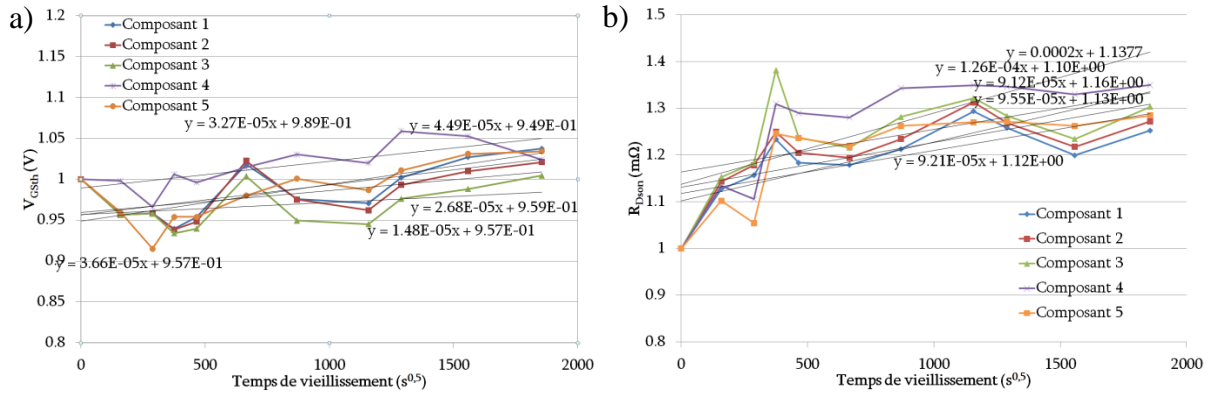 a)
1.2
1.15
1.1
1.05
1
0.95
0.9
0.85
0.8
V_GSth (V)
Composant 1
Composant 2
Composant 3
Composant 4
Composant 5
y = 3.27E-05x + 9.89E-01
y = 4.49E-05x + 9.49E-01
y = 2.68E-05x + 9.59E-01
y = 1.48E-05x + 9.57E-01
y = 3.66E-05x + 9.57E-01
0 500 1000 1500 2000
Temps de vieillissement (s^0,5)
b)
1.5
1.4
1.3
1.2
1.1
1
0.9
0.8
R_Dson (mΩ)
y = 0.0002x + 1.1377
y = 1.26E-04x + 1.10E+00
y = 9.12E-05x + 1.16E+00
y = 9.55E-05x + 1.13E+00
y = 9.21E-05x + 1.12E+00
Composant 1
Composant 2
Composant 3
Composant 4
Composant 5
0 500 1000 1500 2000
Temps de vieillissement (s^0,5)